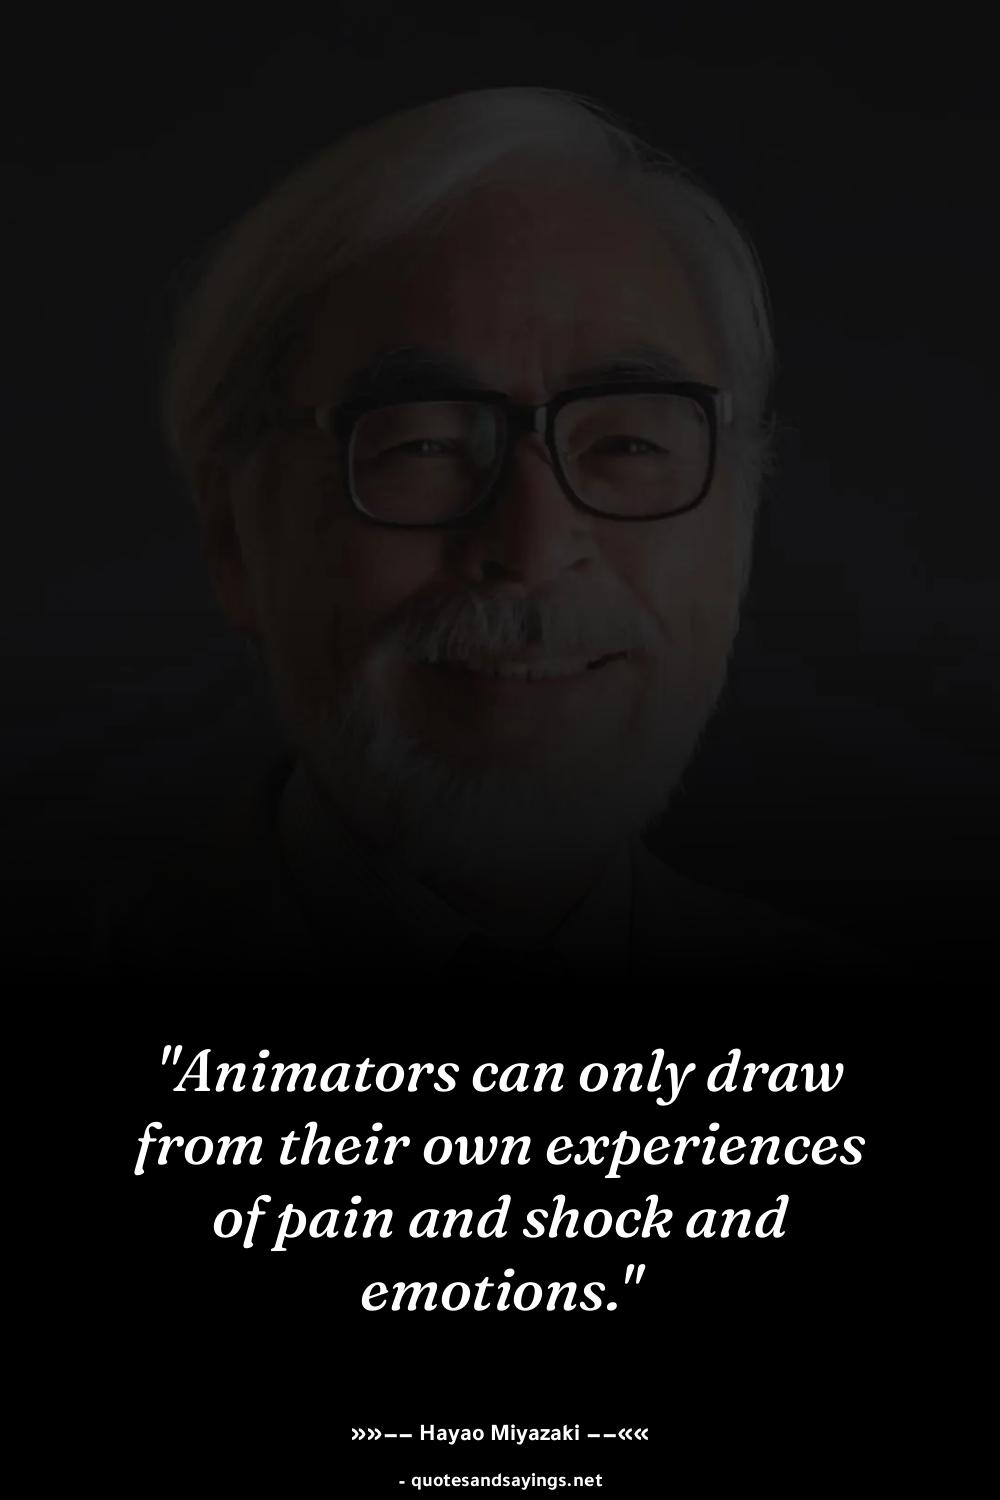 "Animators can only draw
from their own experiences
of pain and shock and
emotions."
»»−− Hayao Miyazaki −−««
- quotesandsayings.net